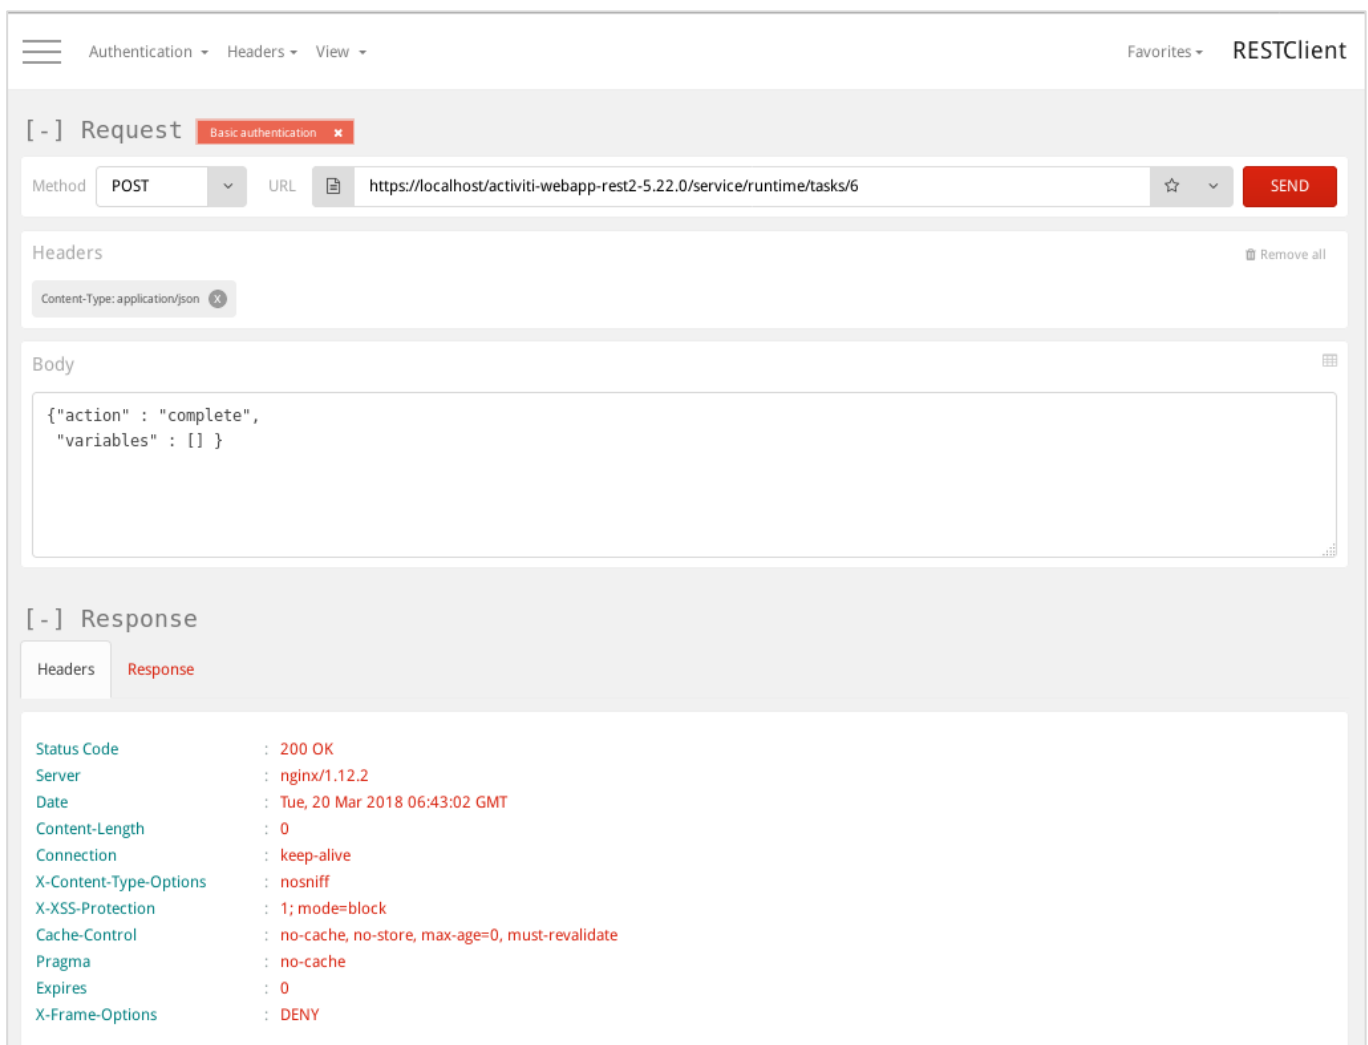 Authentication Headers View Favorites RESTClient
[-] Request Basic authentication ×
Method POST URL https://localhost/activiti-webapp-rest2-5.22.0/service/runtime/tasks/6 SEND
Headers Remove all
Content-Type: application/json X
Body
{"action" : "complete",
"variables" : [] }
[-] Response
Headers Response
Status Code : 200 OK
Server : nginx/1.12.2
Date : Tue, 20 Mar 2018 06:43:02 GMT
Content-Length : 0
Connection : keep-alive
X-Content-Type-Options : nosniff
X-XSS-Protection : 1; mode=block
Cache-Control : no-cache, no-store, max-age=0, must-revalidate
Pragma : no-cache
Expires : 0
X-Frame-Options : DENY